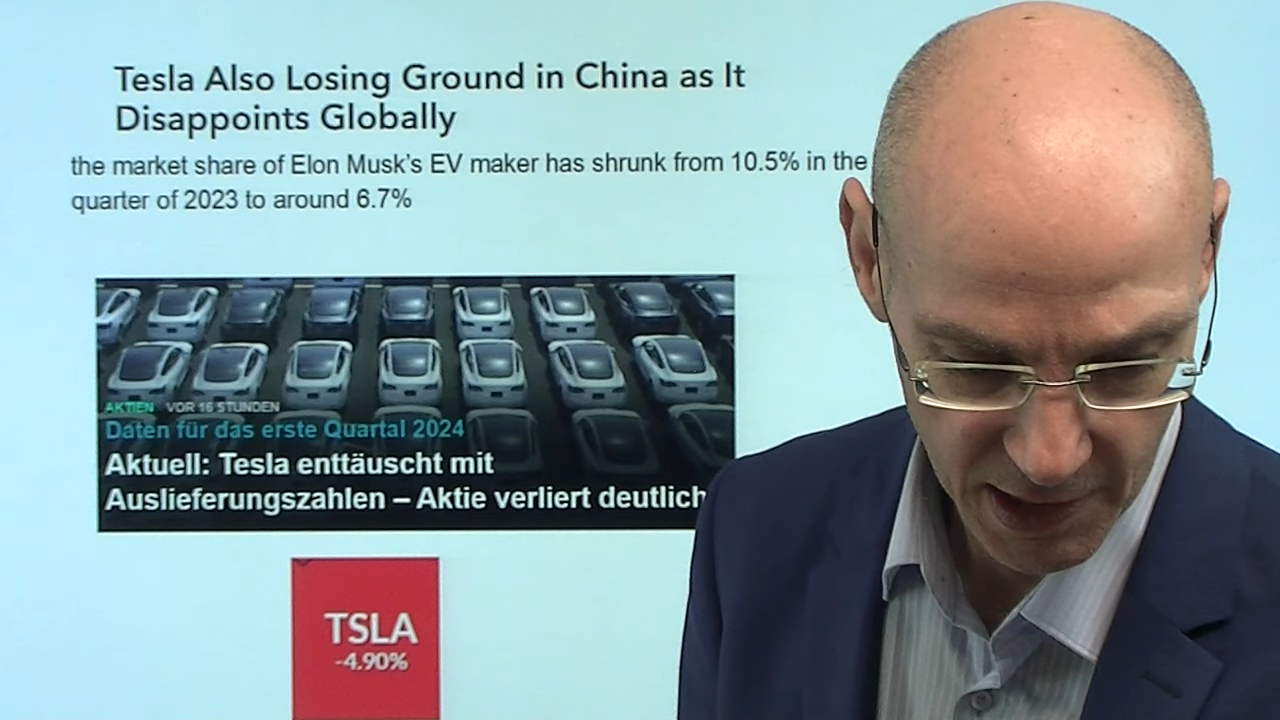 Tesla Also Losing Ground in China as It
Disappoints Globally
the market share of Elon Musk's EV maker has shrunk from 10.5% in the
quarter of 2023 to around 6.7%
AKTIEN VOR 16 STUNDEN
Daten für das erste Quartal 2024
Aktuell: Tesla enttäuscht mit
Auslieferungszahlen – Aktie verliert deutlich
TSLA
-4.90%